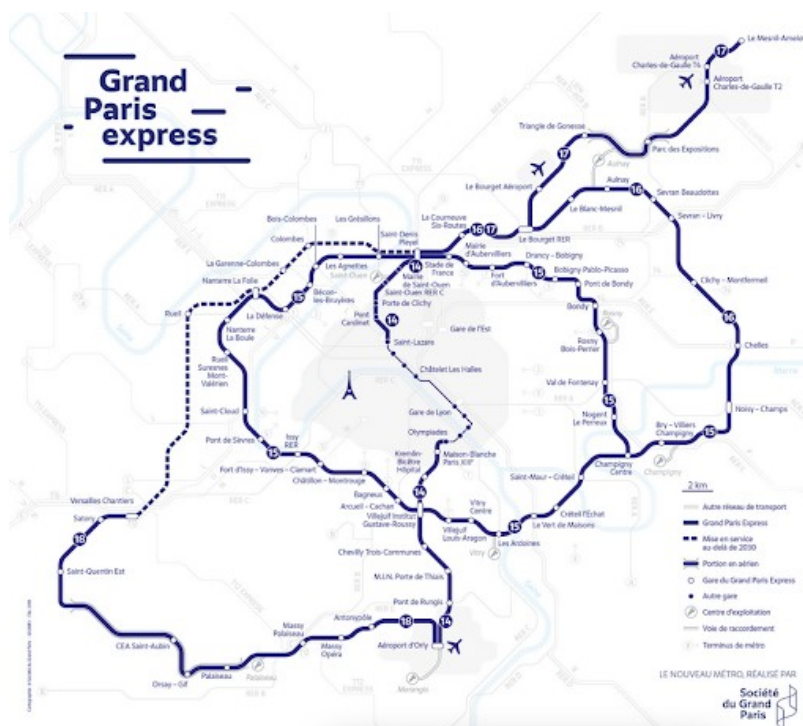 Grand
Paris
express
Le Mesnil-Amelot
17
Aéroport
Charles-de-Gaulle T4
Aéroport
Charles-de-Gaulle T2
Triangle de Gonesse
Parc des Expositions
17
Aulnay
Le Bourget Aéroport
Aulnay
16
Sevran Beaudottes
Le Blanc-Mesnil
Sevran – Livry
La Courneuve
Six-Routes
16
17
Le Bourget RER
Bois-Colombes
Les Grésillons
Colombes
Saint-Denis
Pleyel
La Garenne-Colombes
Les Agnettes
Saint-Ouen
14
Stade de
France
Mairie
d'Aubervilliers
Fort
d'Aubervilliers
Drancy – Bobigny
15
Bobigny Pablo-Picasso
Pont de Bondy
Mairie
de Saint-Ouen
Saint-Ouen RER C
Porte de Clichy
Nanterre La Folie
15
Bécon-
les-Bruyères
La Défense
Clichy – Montfermeil
Rueil
Nanterre
La Boule
Pont
Cardinet
14
Gare de l'Est
Bondy
Rosny
Rosny
Bois-Perrier
16
Saint-Lazare
Chelles
Rueil
Suresnes
Mont-
Valérien
Châtelet Les Halles
Val de Fontenay
15
Saint-Cloud
Gare de Lyon
Nogent
Le Perreux
Noisy – Champs
Pont de Sèvres
Olympiades
Bry – Villiers
Champigny
15
15
Issy
RER
Maison-Blanche
Paris XIIIe
Kremlin-
Bicêtre
Hôpital
Champigny
Centre
Champigny
Fort d'Issy – Vanves – Clamart
Châtillon – Montrouge
Saint-Maur – Créteil
Bagneux
14
Vitry
Centre
Créteil l'Échat
Arcueil – Cachan
Villejuif Institut
Gustave-Roussy
15
Le Vert de Maisons
Versailles Chantiers
Villejuif
Louis-Aragon
Les Ardoines
Satory
Vitry
18
Chevilly Trois-Communes
Saint-Quentin Est
M.I.N. Porte de Thiais
Pont de Rungis
Antonypôle
18
14
Massy
Palaiseau
Massy
Opéra
Aéroport d'Orly
CEA Saint-Aubin
Orsay – Gif
Palaiseau
Palaiseau
Morangis
2 km
Autre réseau de transport
Grand Paris Express
Mise en service
au-delà de 2030
Portion en aérien
Gare du Grand Paris Express
Autre gare
Centre d'exploitation
Voie de raccordement
Terminus de métro
LE NOUVEAU MÉTRO, RÉALISÉ PAR
Société
du Grand
Paris